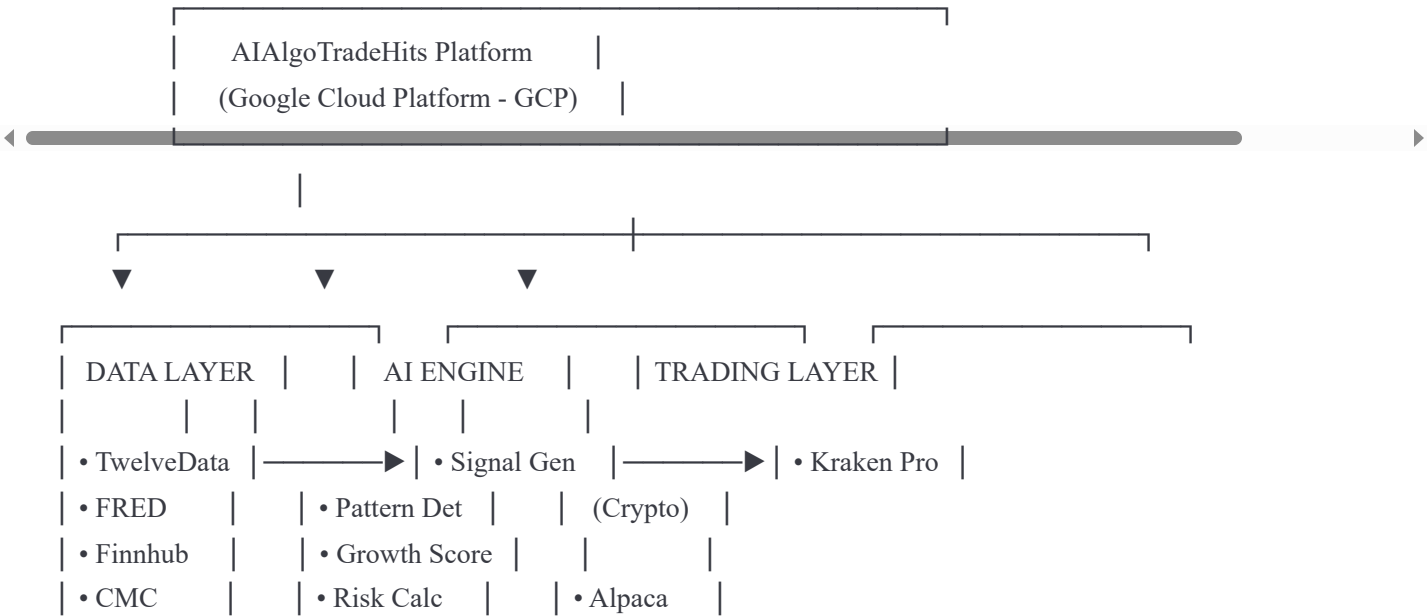 AIAlgoTradeHits Platform
(Google Cloud Platform - GCP)
DATA LAYER AI ENGINE TRADING LAYER
• TwelveData • Signal Gen • Kraken Pro
• FRED • Pattern Det (Crypto)
• Finnhub • Growth Score
• CMC • Risk Calc • Alpaca